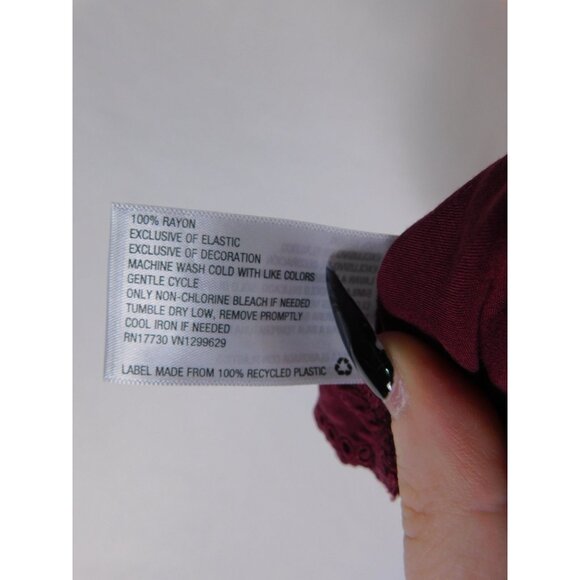 100% RAYON
EXCLUSIVE OF ELASTIC
EXCLUSIVE OF DECORATION
MACHINE WASH COLD WITH LIKE COLORS
GENTLE CYCLE
ONLY NON-CHLORINE BLEACH IF NEEDED
TUMBLE DRY LOW, REMOVE PROMPTLY
COOL IRON IF NEEDED
RN17730 VN1299629
LABEL MADE FROM 100% RECYCLED PLASTIC